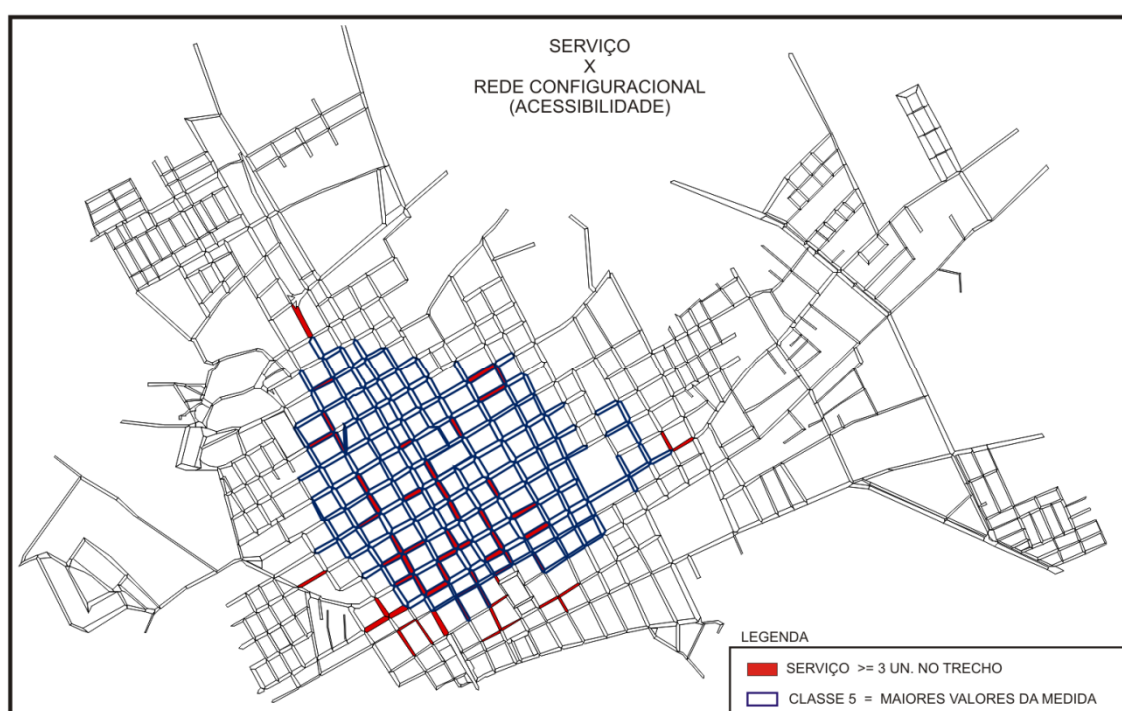 SERVIÇO
X
REDE CONFIGURACIONAL
(ACESSIBILIDADE)
LEGENDA
SERVIÇO >= 3 UN. NO TRECHO
CLASSE 5 = MAIORES VALORES DA MEDIDA